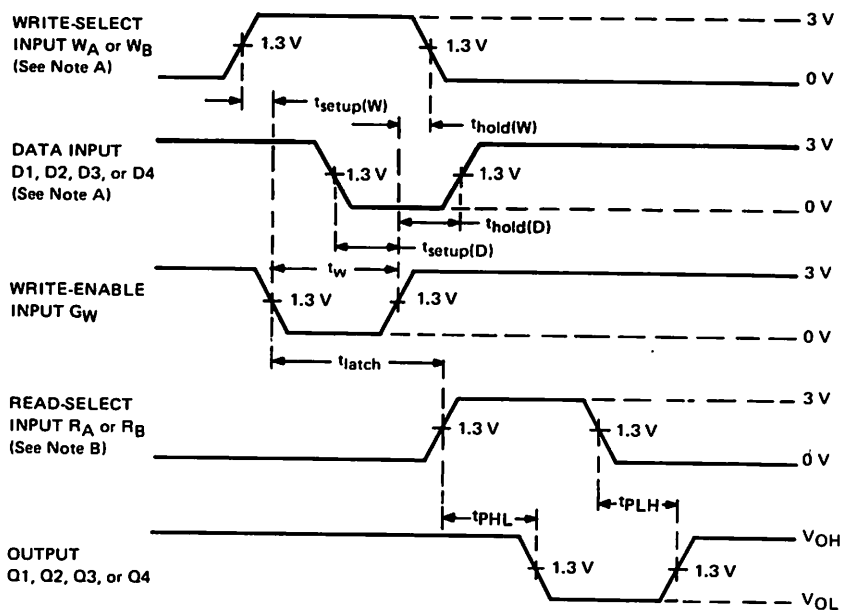 WRITE-SELECT
INPUT WA or WB
(See Note A)
1.3 V
1.3 V
3 V
0 V
tsetup(W)
thold(W)
DATA INPUT
D1, D2, D3, or D4
(See Note A)
1.3 V
1.3 V
3 V
0 V
thold(D)
tsetup(D)
tw
WRITE-ENABLE
INPUT GW
1.3 V
1.3 V
3 V
0 V
tlatch
READ-SELECT
INPUT RA or RB
(See Note B)
1.3 V
1.3 V
3 V
0 V
tPHL
tPLH
OUTPUT
Q1, Q2, Q3, or Q4
1.3 V
1.3 V
VOH
VOL